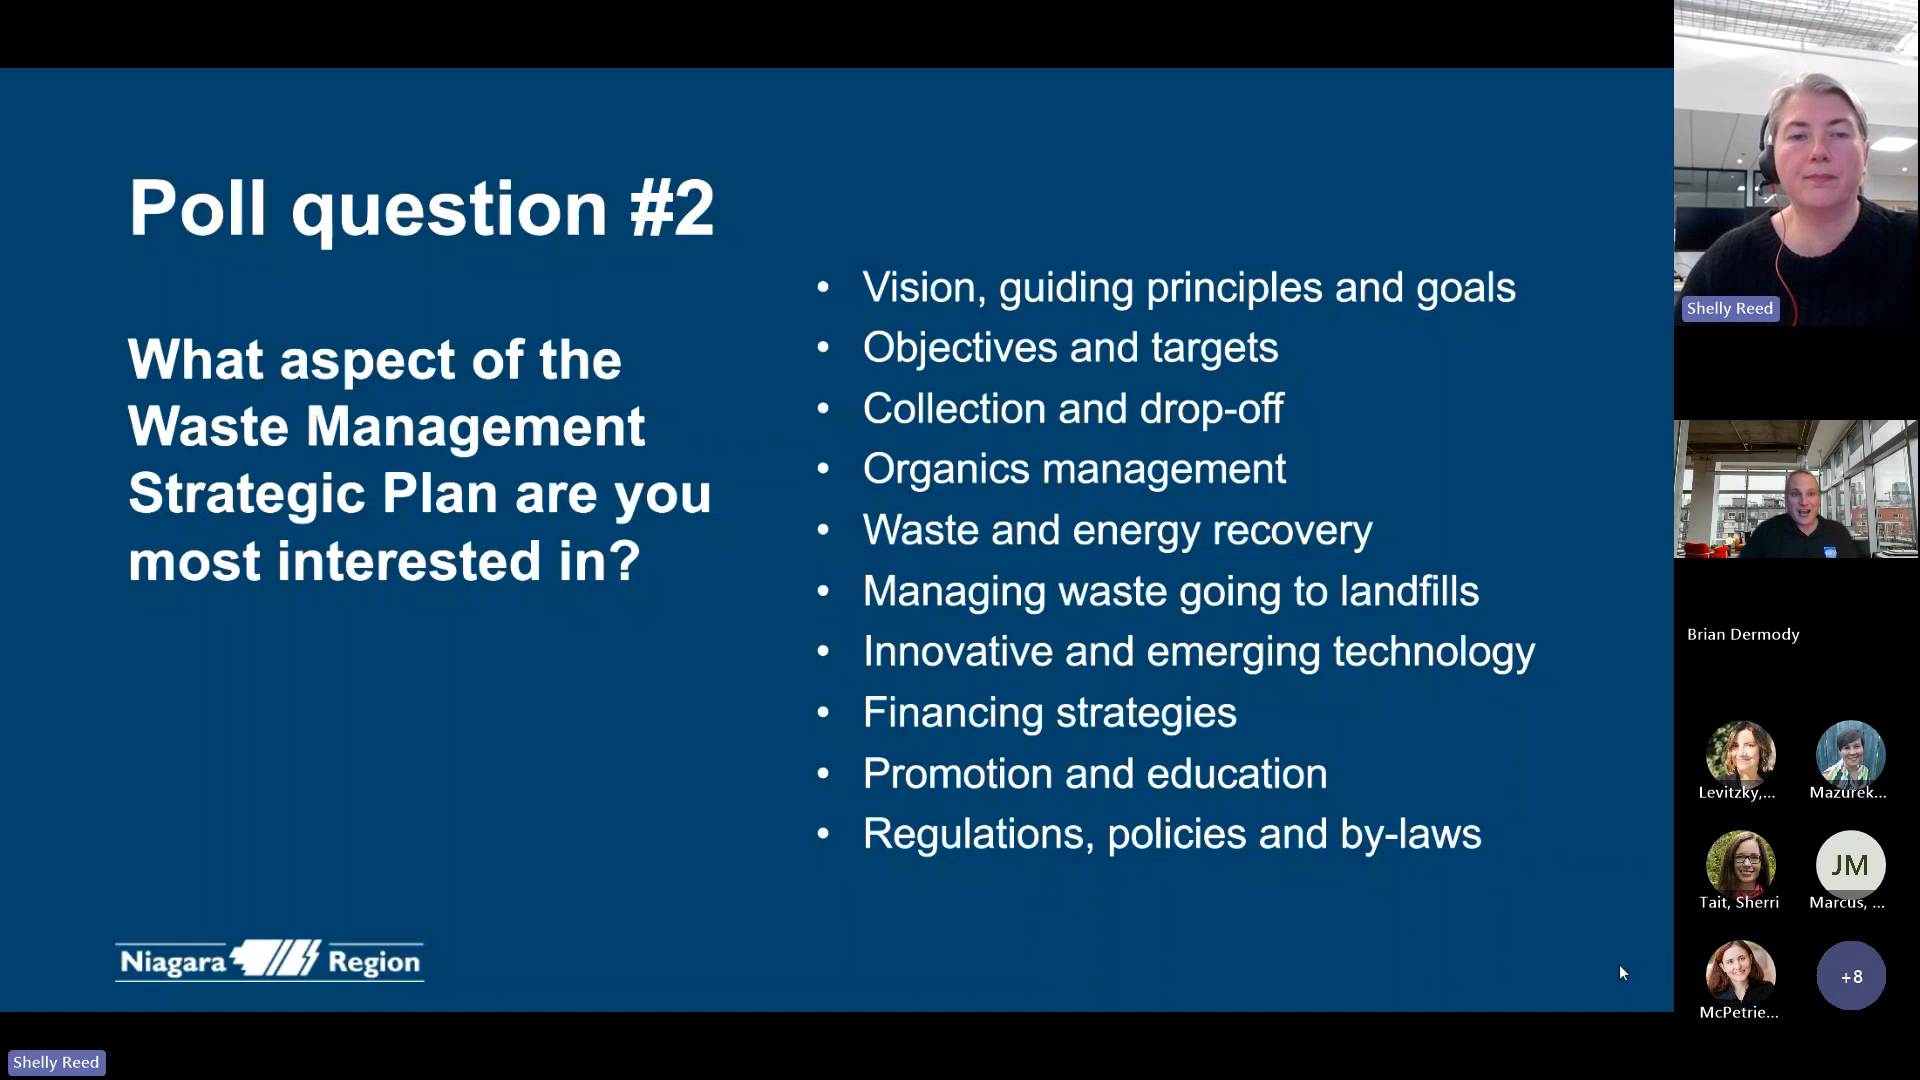 Poll question #2
What aspect of the
Waste Management
Strategic Plan are you
most interested in?
• Vision, guiding principles and goals
• Objectives and targets
• Collection and drop-off
• Organics management
• Waste and energy recovery
• Managing waste going to landfills
• Innovative and emerging technology
• Financing strategies
• Promotion and education
• Regulations, policies and by-laws
Niagara Region
Shelly Reed
Shelly Reed
Brian Dermody
Levitzky,...
Mazurek...
Tait, Sherri
JM
Marcus, ...
McPetrie...
+8